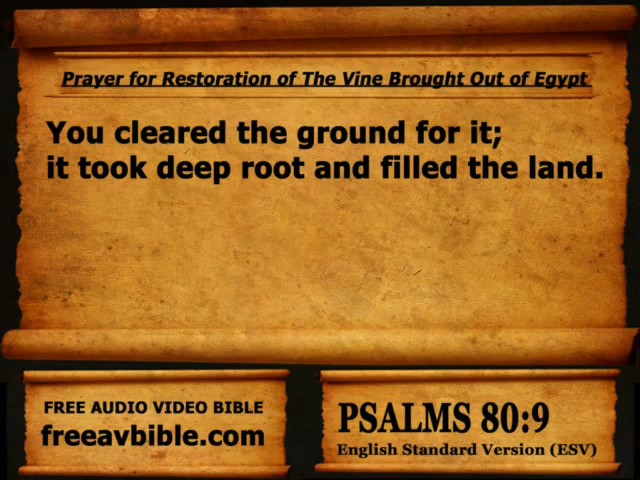 Prayer for Restoration of The Vine Brought Out of Egypt
You cleared the ground for it;
it took deep root and filled the land.
FREE AUDIO VIDEO BIBLE
freeavbible.com
PSALMS 80:9
English Standard Version (ESV)